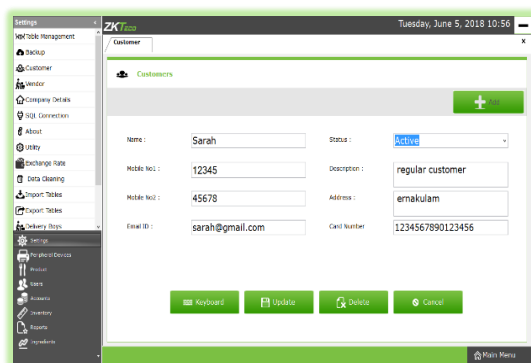 Settings
Table Management
Backup
Customer
Vendor
Company Details
SQL Connection
About
Utility
Exchange Rate
Data Cleaning
Import Tables
Export Tables
Delivery Boys
Settings
Peripheral Devices
Product
Users
Accounts
Inventory
Reports
Ingredients
ZKTeco
Tuesday, June 5, 2018 10:56
Customer
x
Customers
Add
Name :
Sarah
Status :
Active
Mobile No1 :
12345
Description :
regular customer
Mobile No2 :
45678
Address :
ernakulam
Email ID :
sarah@gmail.com
Card Number
1234567890123456
Keyboard
Update
Delete
Cancel
Main Menu